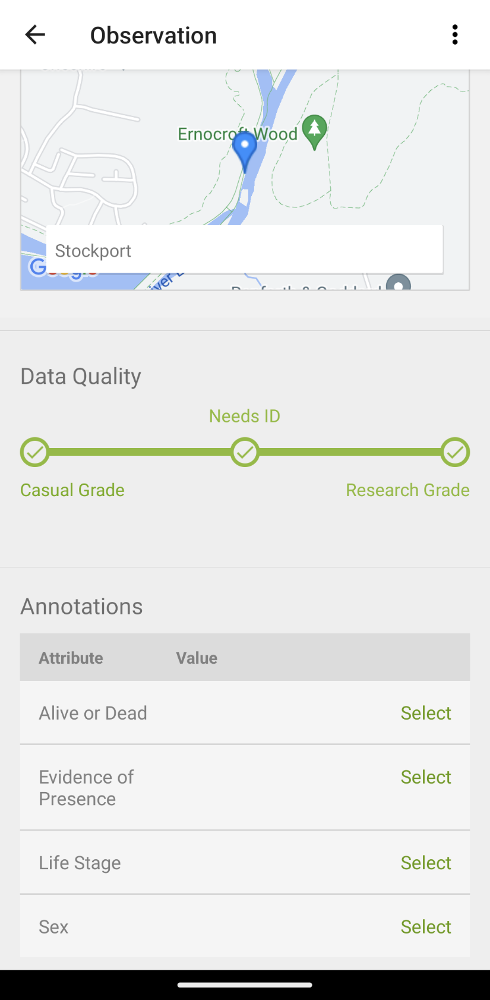 Observation
Ernocroft Wood
Stockport
Google
Data Quality
Needs ID
Casual Grade
Research Grade
Annotations
Attribute Value
Alive or Dead Select
Evidence of Select
Presence
Life Stage Select
Sex Select